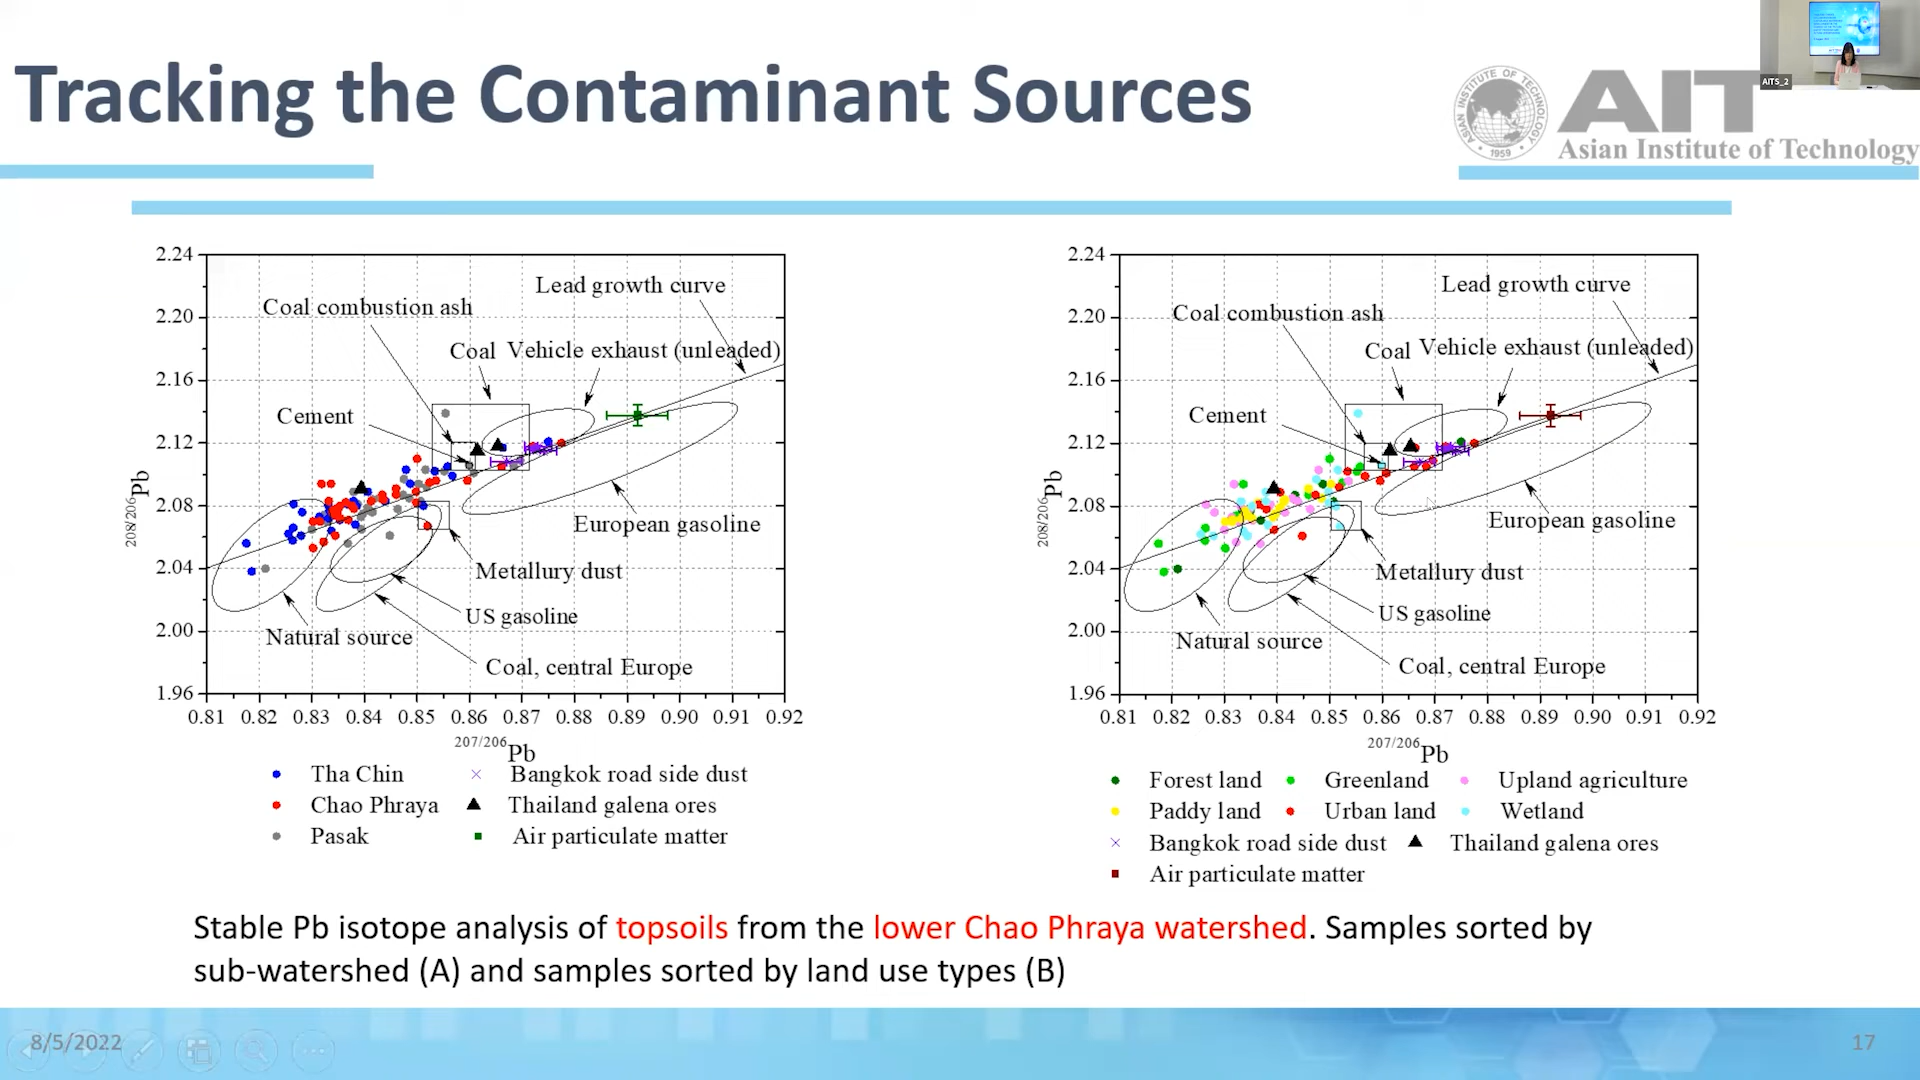 Tracking the Contaminant Sources
ASIAN INSTITUTE OF TECHNOLOGY
1959
AIT
Asian Institute of Technology
AITS_2
2.24
2.20
2.16
2.12
2.08
2.04
2.00
1.96
208/206Pb
Lead growth curve
Coal combustion ash
Coal
Vehicle exhaust (unleaded)
Cement
European gasoline
Metallury dust
US gasoline
Natural source
Coal, central Europe
0.81 0.82 0.83 0.84 0.85 0.86 0.87 0.88 0.89 0.90 0.91 0.92
207/206Pb
Tha Chin
Bangkok road side dust
Chao Phraya
Thailand galena ores
Pasak
Air particulate matter
2.24
2.20
2.16
2.12
2.08
2.04
2.00
1.96
208/206Pb
Lead growth curve
Coal combustion ash
Coal
Vehicle exhaust (unleaded)
Cement
European gasoline
Metallury dust
US gasoline
Natural source
Coal, central Europe
0.81 0.82 0.83 0.84 0.85 0.86 0.87 0.88 0.89 0.90 0.91 0.92
207/206Pb
Forest land
Greenland
Upland agriculture
Paddy land
Urban land
Wetland
Bangkok road side dust
Thailand galena ores
Air particulate matter
Stable Pb isotope analysis of topsoils from the lower Chao Phraya watershed. Samples sorted by
sub-watershed (A) and samples sorted by land use types (B)
8/5/2022
17